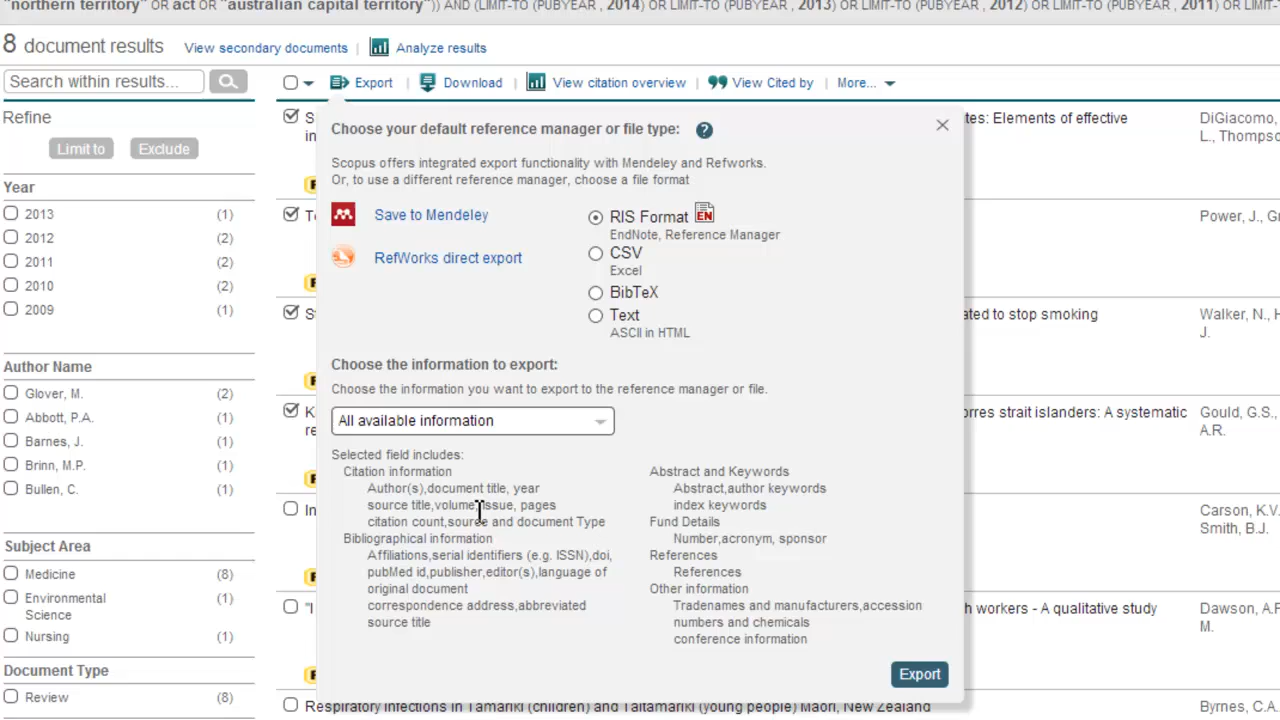 "northern territory" OR act OR "australian capital territory")) AND (LIMIT-TO (PUBYEAR , 2014) OR LIMIT-TO (PUBYEAR , 2013) OR LIMIT-TO (PUBYEAR , 2012) OR LIMIT-TO (PUBYEAR , 2011) OR LIMIT-
8 document results View secondary documents | Analyze results
Search within results...
Export | Download | View citation overview | View Cited by | More...
Refine
Limit to Exclude
Year
2013 (1)
2012 (2)
2011 (2)
2010 (2)
2009 (1)
Author Name
Glover, M. (2)
Abbott, P.A. (1)
Barnes, J. (1)
Brinn, M.P. (1)
Bullen, C. (1)
Subject Area
Medicine (8)
Environmental (1)
Science
Nursing (1)
Document Type
Review (8)
Choose your default reference manager or file type: ?
Scopus offers integrated export functionality with Mendeley and Refworks.
Or, to use a different reference manager, choose a file format
Save to Mendeley
RefWorks direct export
RIS Format EN
EndNote, Reference Manager
CSV
Excel
BibTeX
Text
ASCII in HTML
Choose the information to export:
Choose the information you want to export to the reference manager or file.
All available information
Selected field includes:
Citation information
Author(s),document title, year
source title,volume,issue, pages
citation count,source and document Type
Bibliographical information
Affiliations,serial identifiers (e.g. ISSN),doi,
pubMed id,publisher,editor(s),language of
original document
correspondence address,abbreviated
source title
Abstract and Keywords
Abstract,author keywords
index keywords
Fund Details
Number,acronym, sponsor
References
References
Other information
Tradenames and manufacturers,accession
numbers and chemicals
conference information
Export
tes: Elements of effective
DiGiacomo,
L., Thompso
Power, J., Gr
ated to stop smoking
Walker, N., H
J.
orres strait islanders: A systematic
Gould, G.S.,
A.R.
In
Carson, K.V.
Smith, B.J.
"I
h workers - A qualitative study
Dawson, A.P
M.
Respiratory infections in Tamariki (children) and Taitamariki (young people) Maori, New Zealand
Byrnes, C.A.